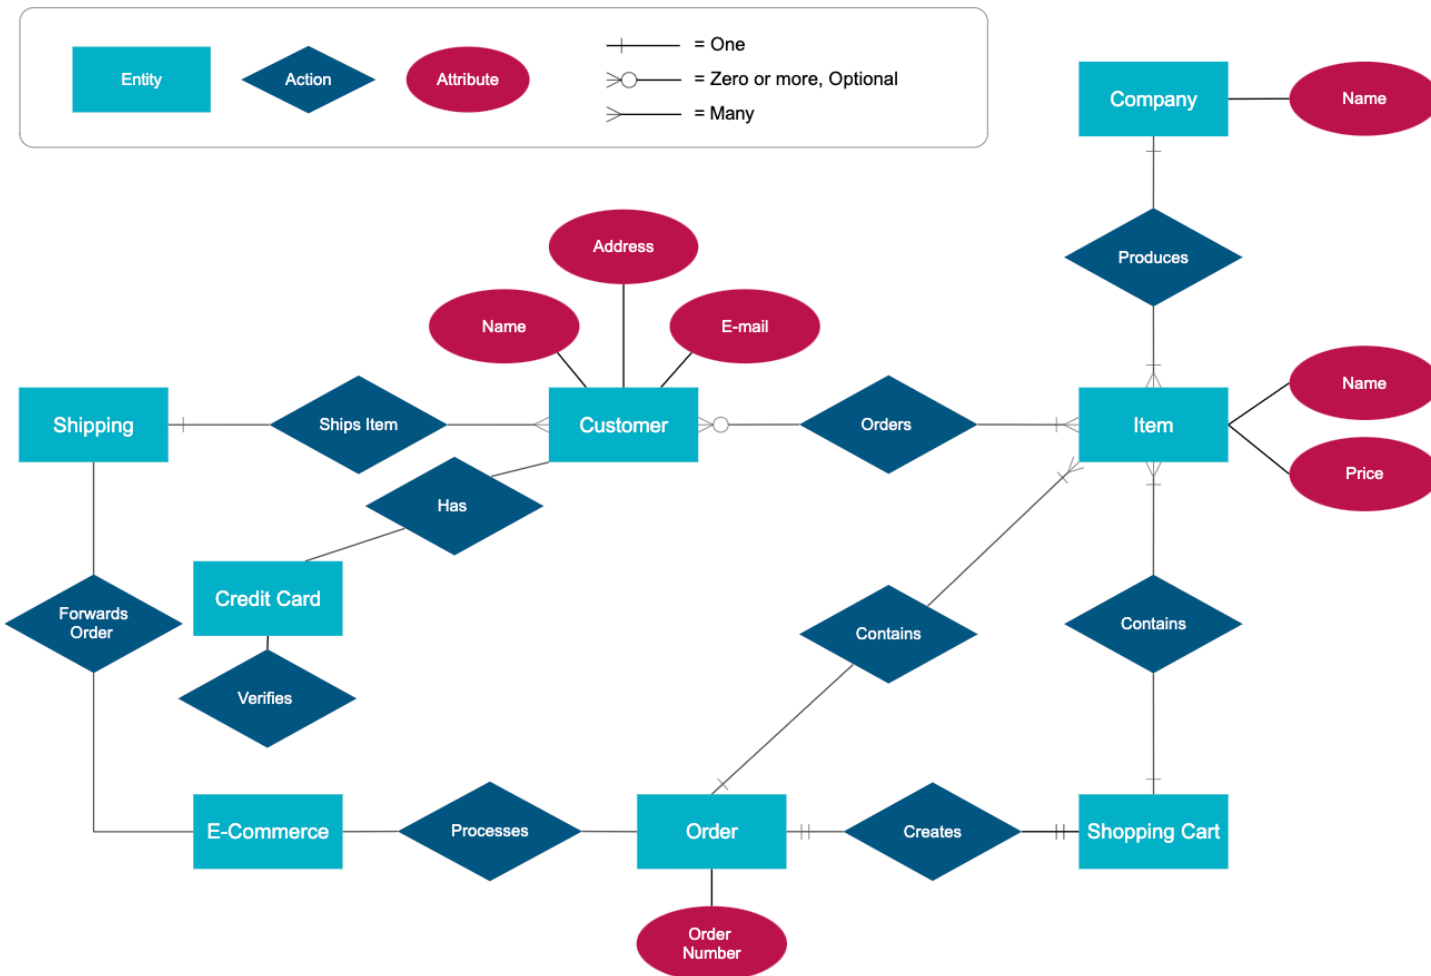 Entity
Action
Attribute
= One
= Zero or more, Optional
= Many
Company
Name
Produces
Address
Name
E-mail
Shipping
Ships Item
Customer
Orders
Item
Name
Price
Has
Credit Card
Forwards
Order
Verifies
Contains
Contains
E-Commerce
Processes
Order
Creates
Shopping Cart
Order
Number